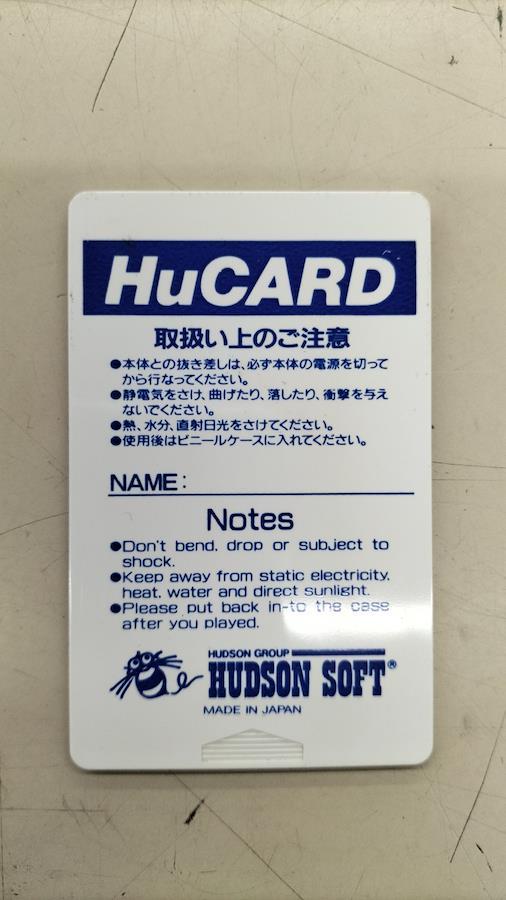 HuCARD
取扱い上のご注意
●本体との抜き差しは、必ず本体の電源を切って
から行なってください。
●静電気をさけ、曲げたり、落したり、衝撃を与え
ないでください。
●熱、水分、直射日光をさけてください。
●使用後はビニールケースに入れてください。
NAME:
Notes
●Don't bend, drop or subject to
shock.
●Keep away from static electricity,
heat, water and direct sunlight.
●Please put back in-to the case
after you played.
HUDSON GROUP
HUDSON SOFT®
MADE IN JAPAN